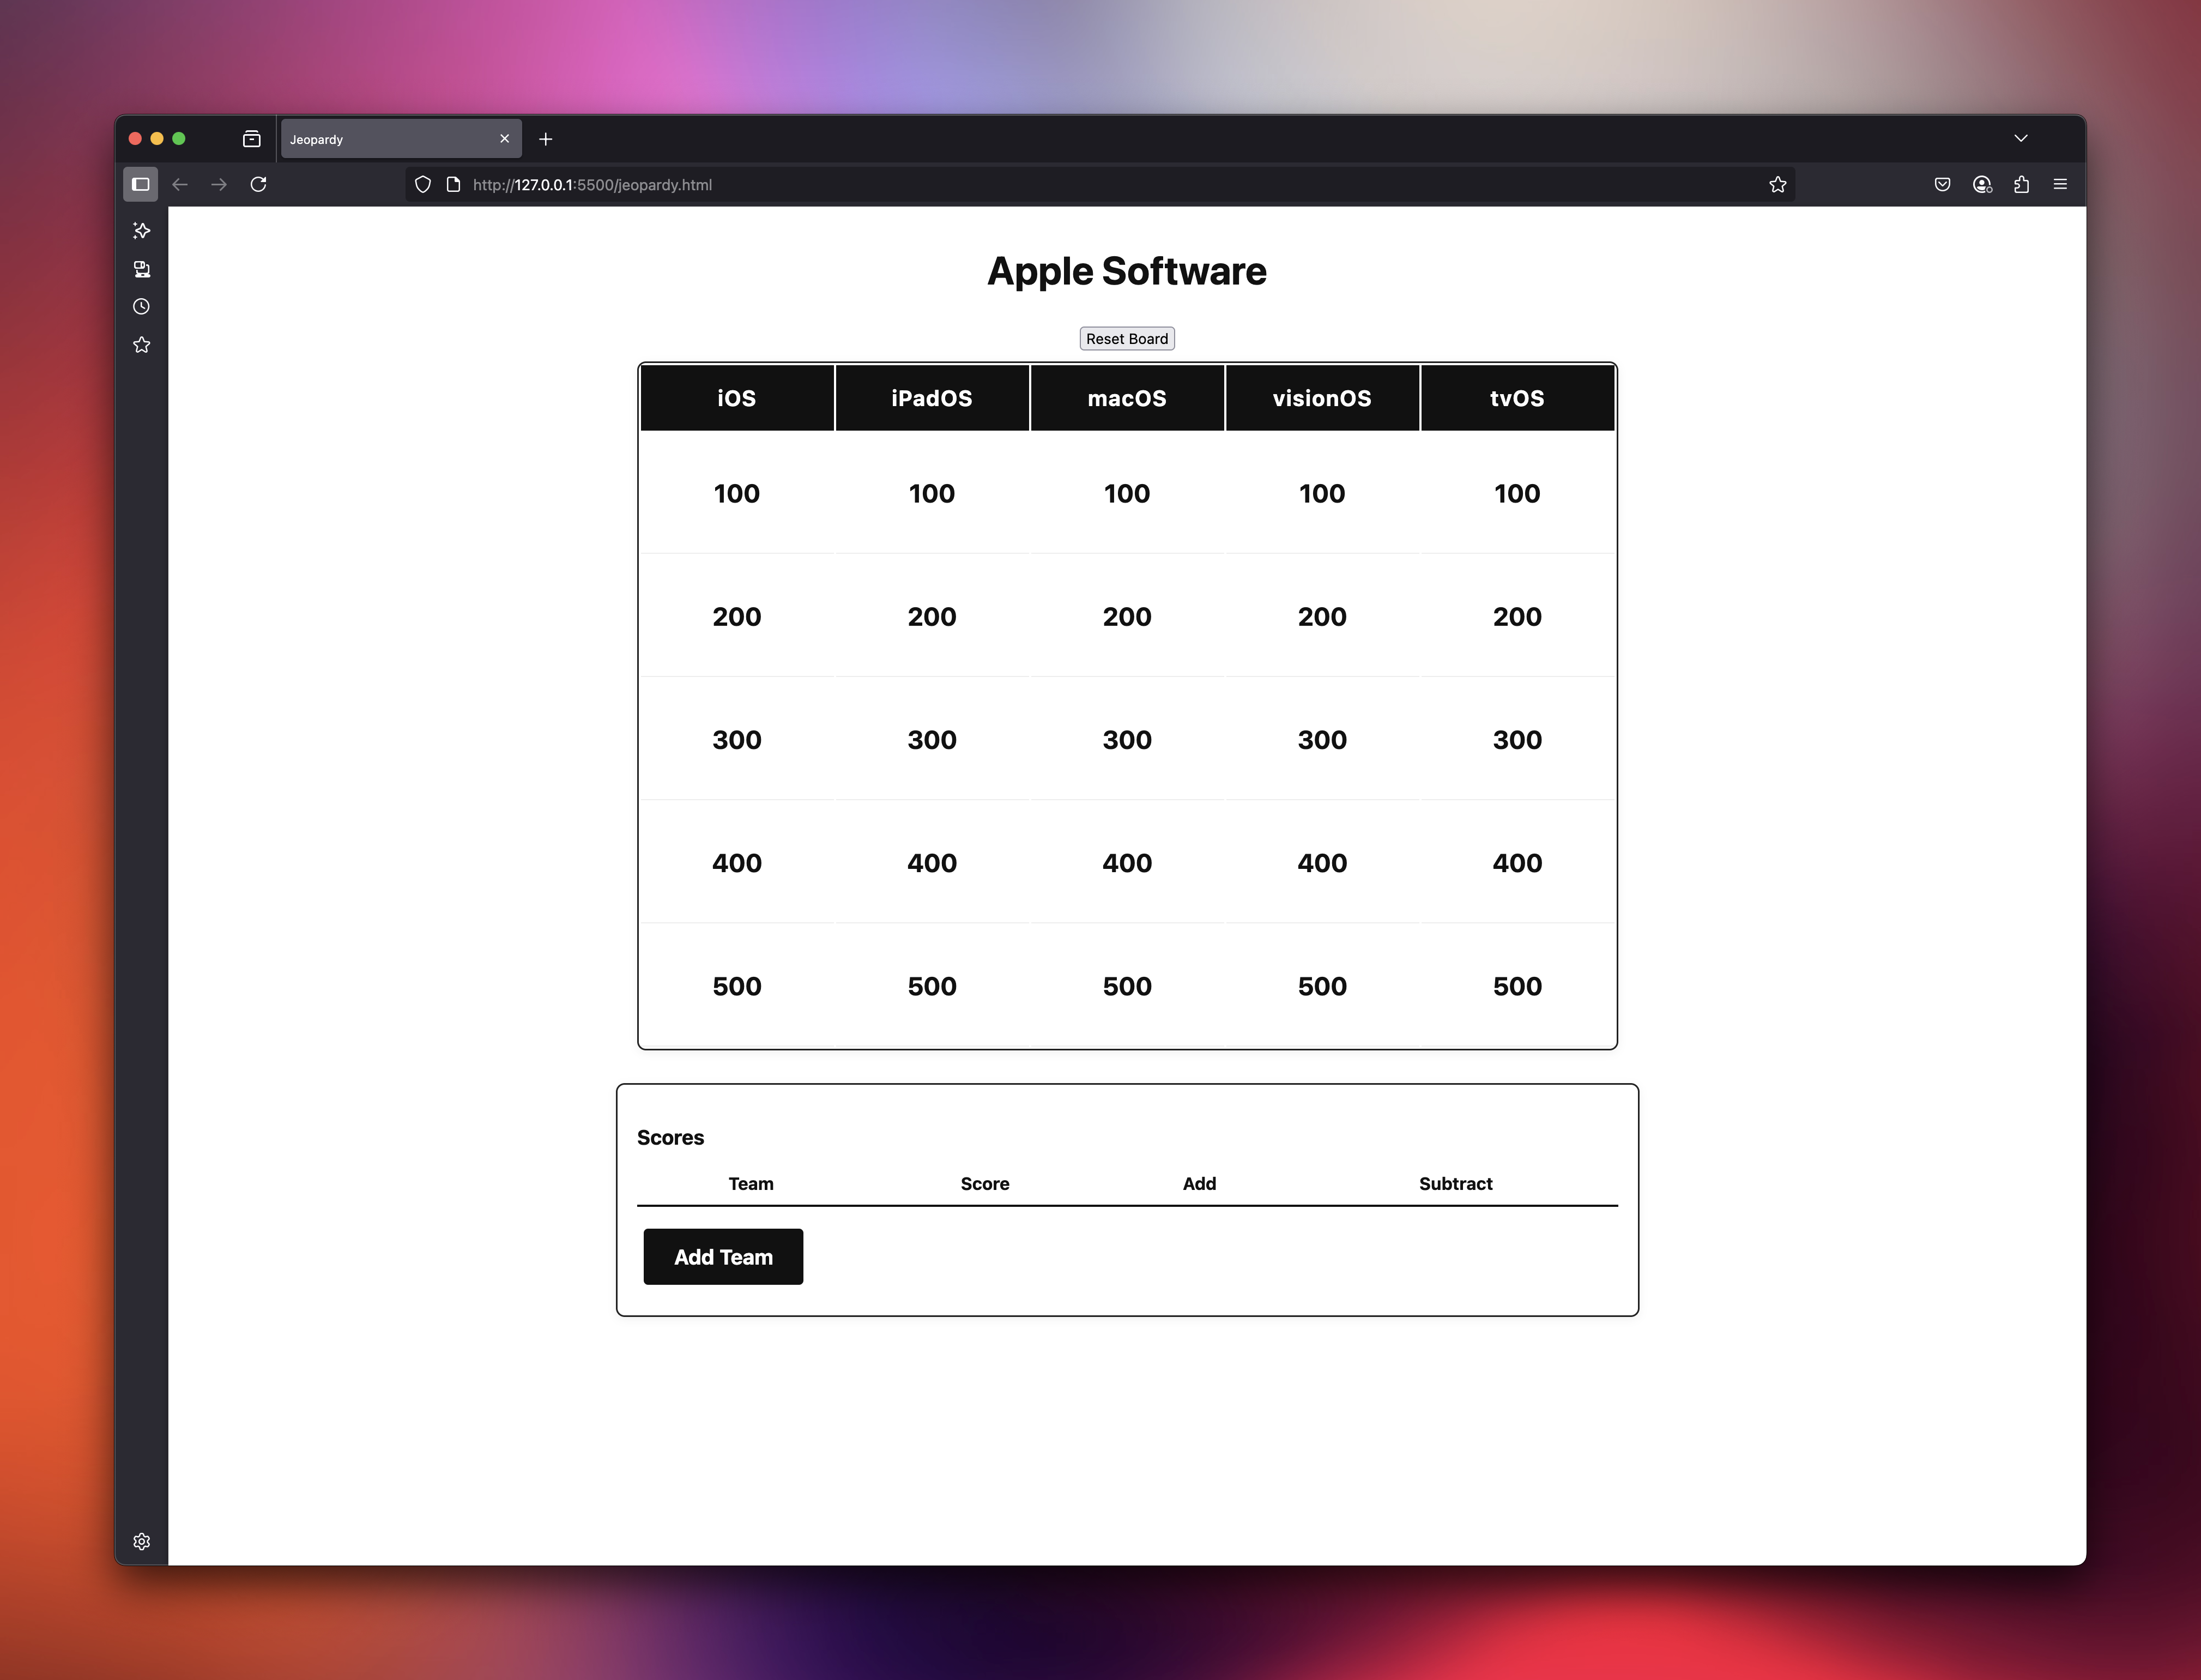 Jeopardy
http://127.0.0.1:5500/jeopardy.html
Apple Software
Reset Board
iOS iPadOS macOS visionOS tvOS
100 100 100 100 100
200 200 200 200 200
300 300 300 300 300
400 400 400 400 400
500 500 500 500 500
Scores
Team Score Add Subtract
Add Team